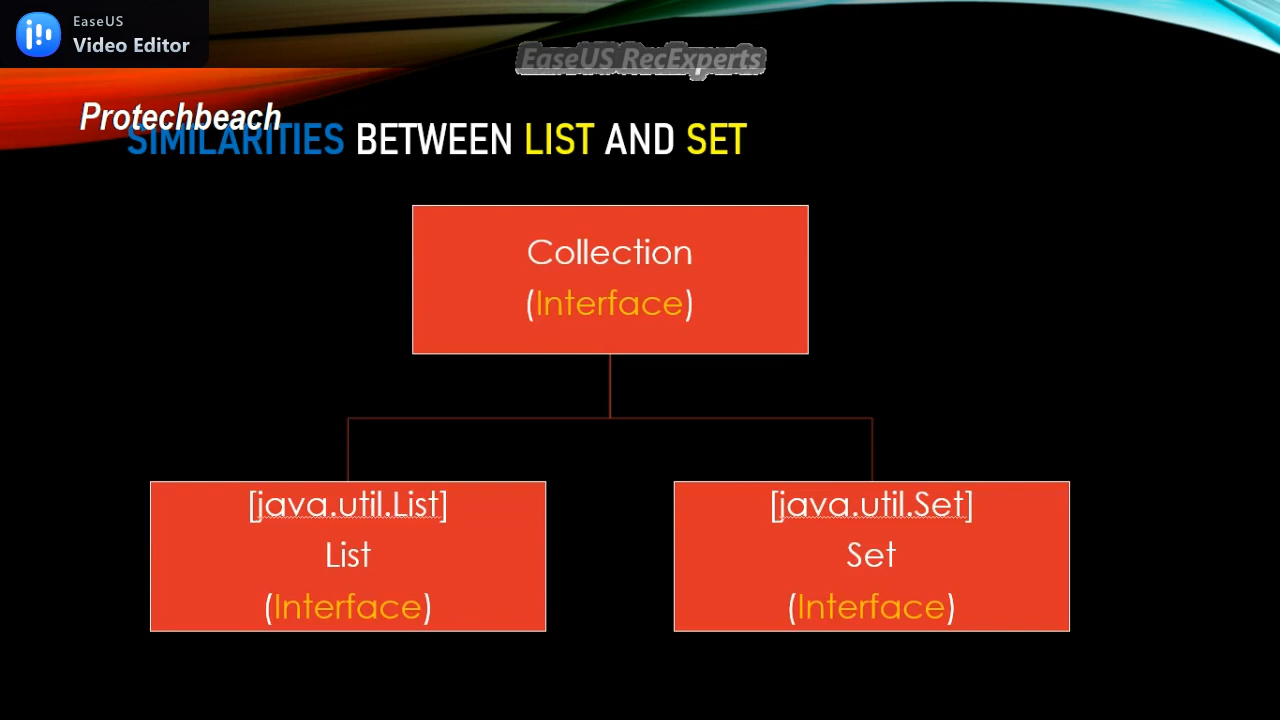 EaseUS
Video Editor
EaseUS RecExperts
Protechbeach
SIMILARITIES BETWEEN LIST AND SET
Collection
(Interface)
[java.util.List]
List
(Interface)
[java.util.Set]
Set
(Interface)